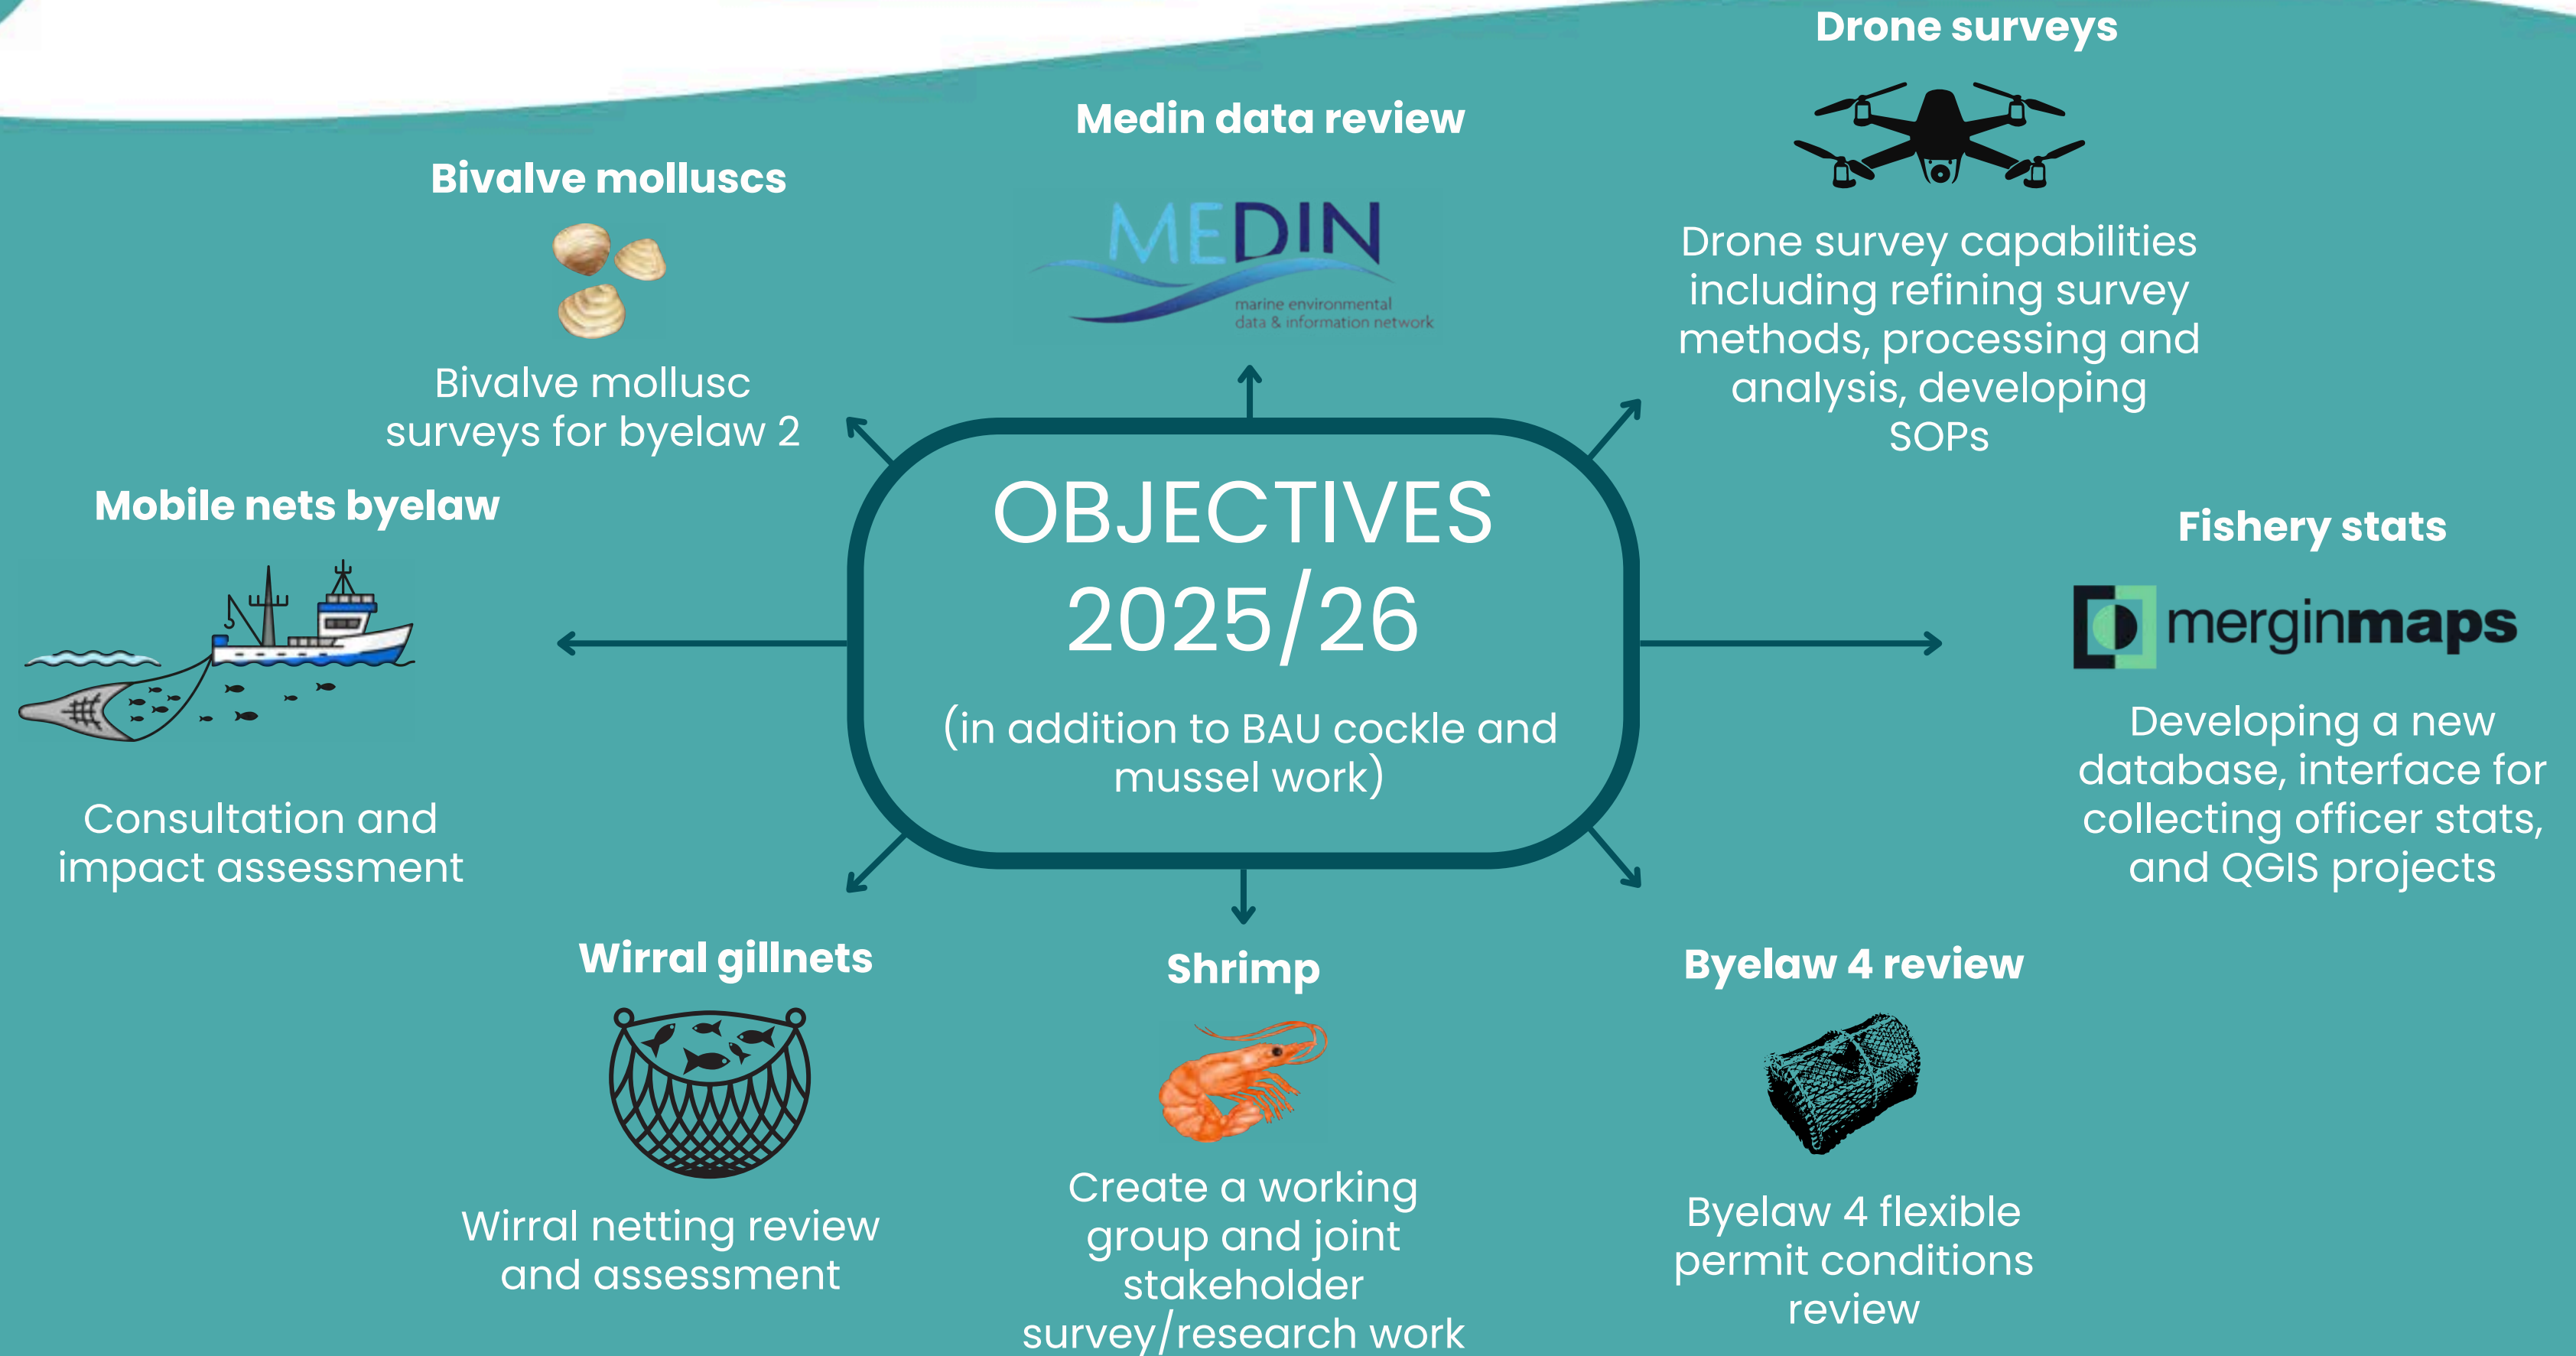 Drone surveys
Medin data review
Bivalve molluscs
MEDIN
marine environmental
data & information network
Drone survey capabilities
including refining survey
methods, processing and
analysis, developing
SOPs
Bivalve mollusc
surveys for byelaw 2
Mobile nets byelaw
OBJECTIVES
2025/26
(in addition to BAU cockle and
mussel work)
Fishery stats
merginmaps
Developing a new
database, interface for
collecting officer stats,
and QGIS projects
Consultation and
impact assessment
Wirral gillnets
Wirral netting review
and assessment
Shrimp
Create a working
group and joint
stakeholder
survey/research work
Byelaw 4 review
Byelaw 4 flexible
permit conditions
review